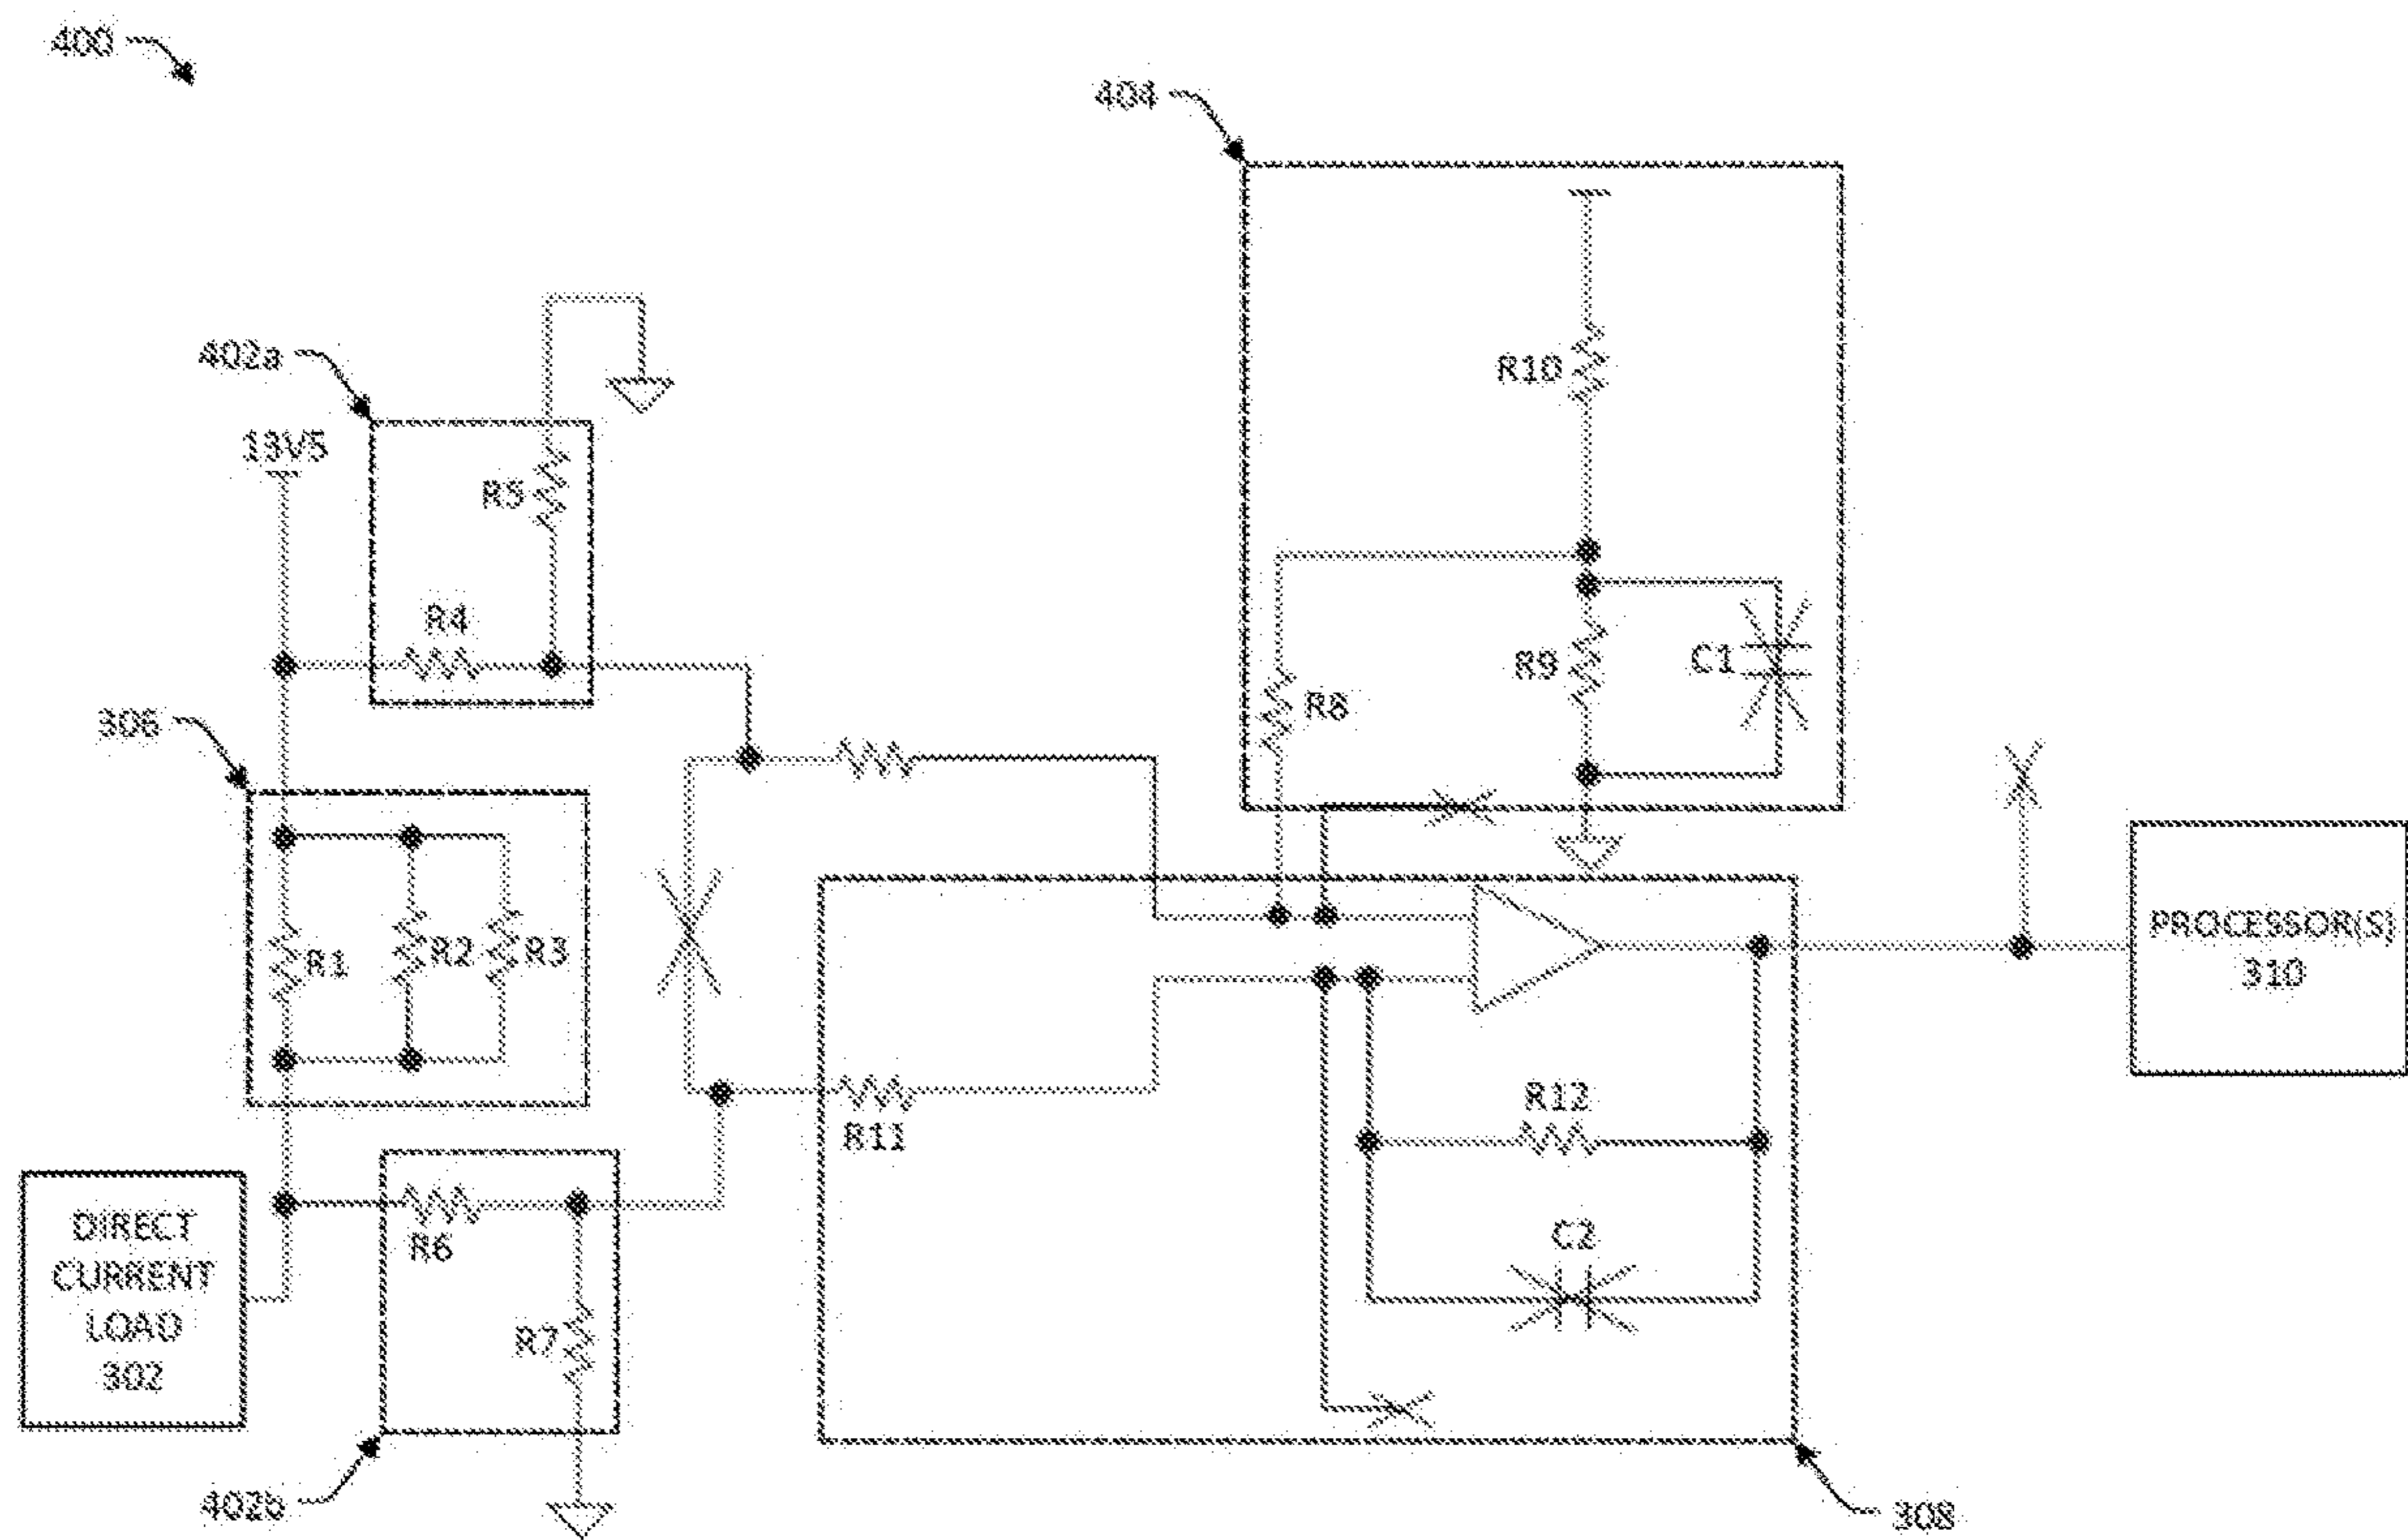 400
404
402a
13V5
R5
R10
R4
R9
C1
R8
306
R1
R2
R3
PROCESSOR(S)
310
R11
R12
C2
DIRECT
CURRENT
LOAD
302
R6
R7
402b
308